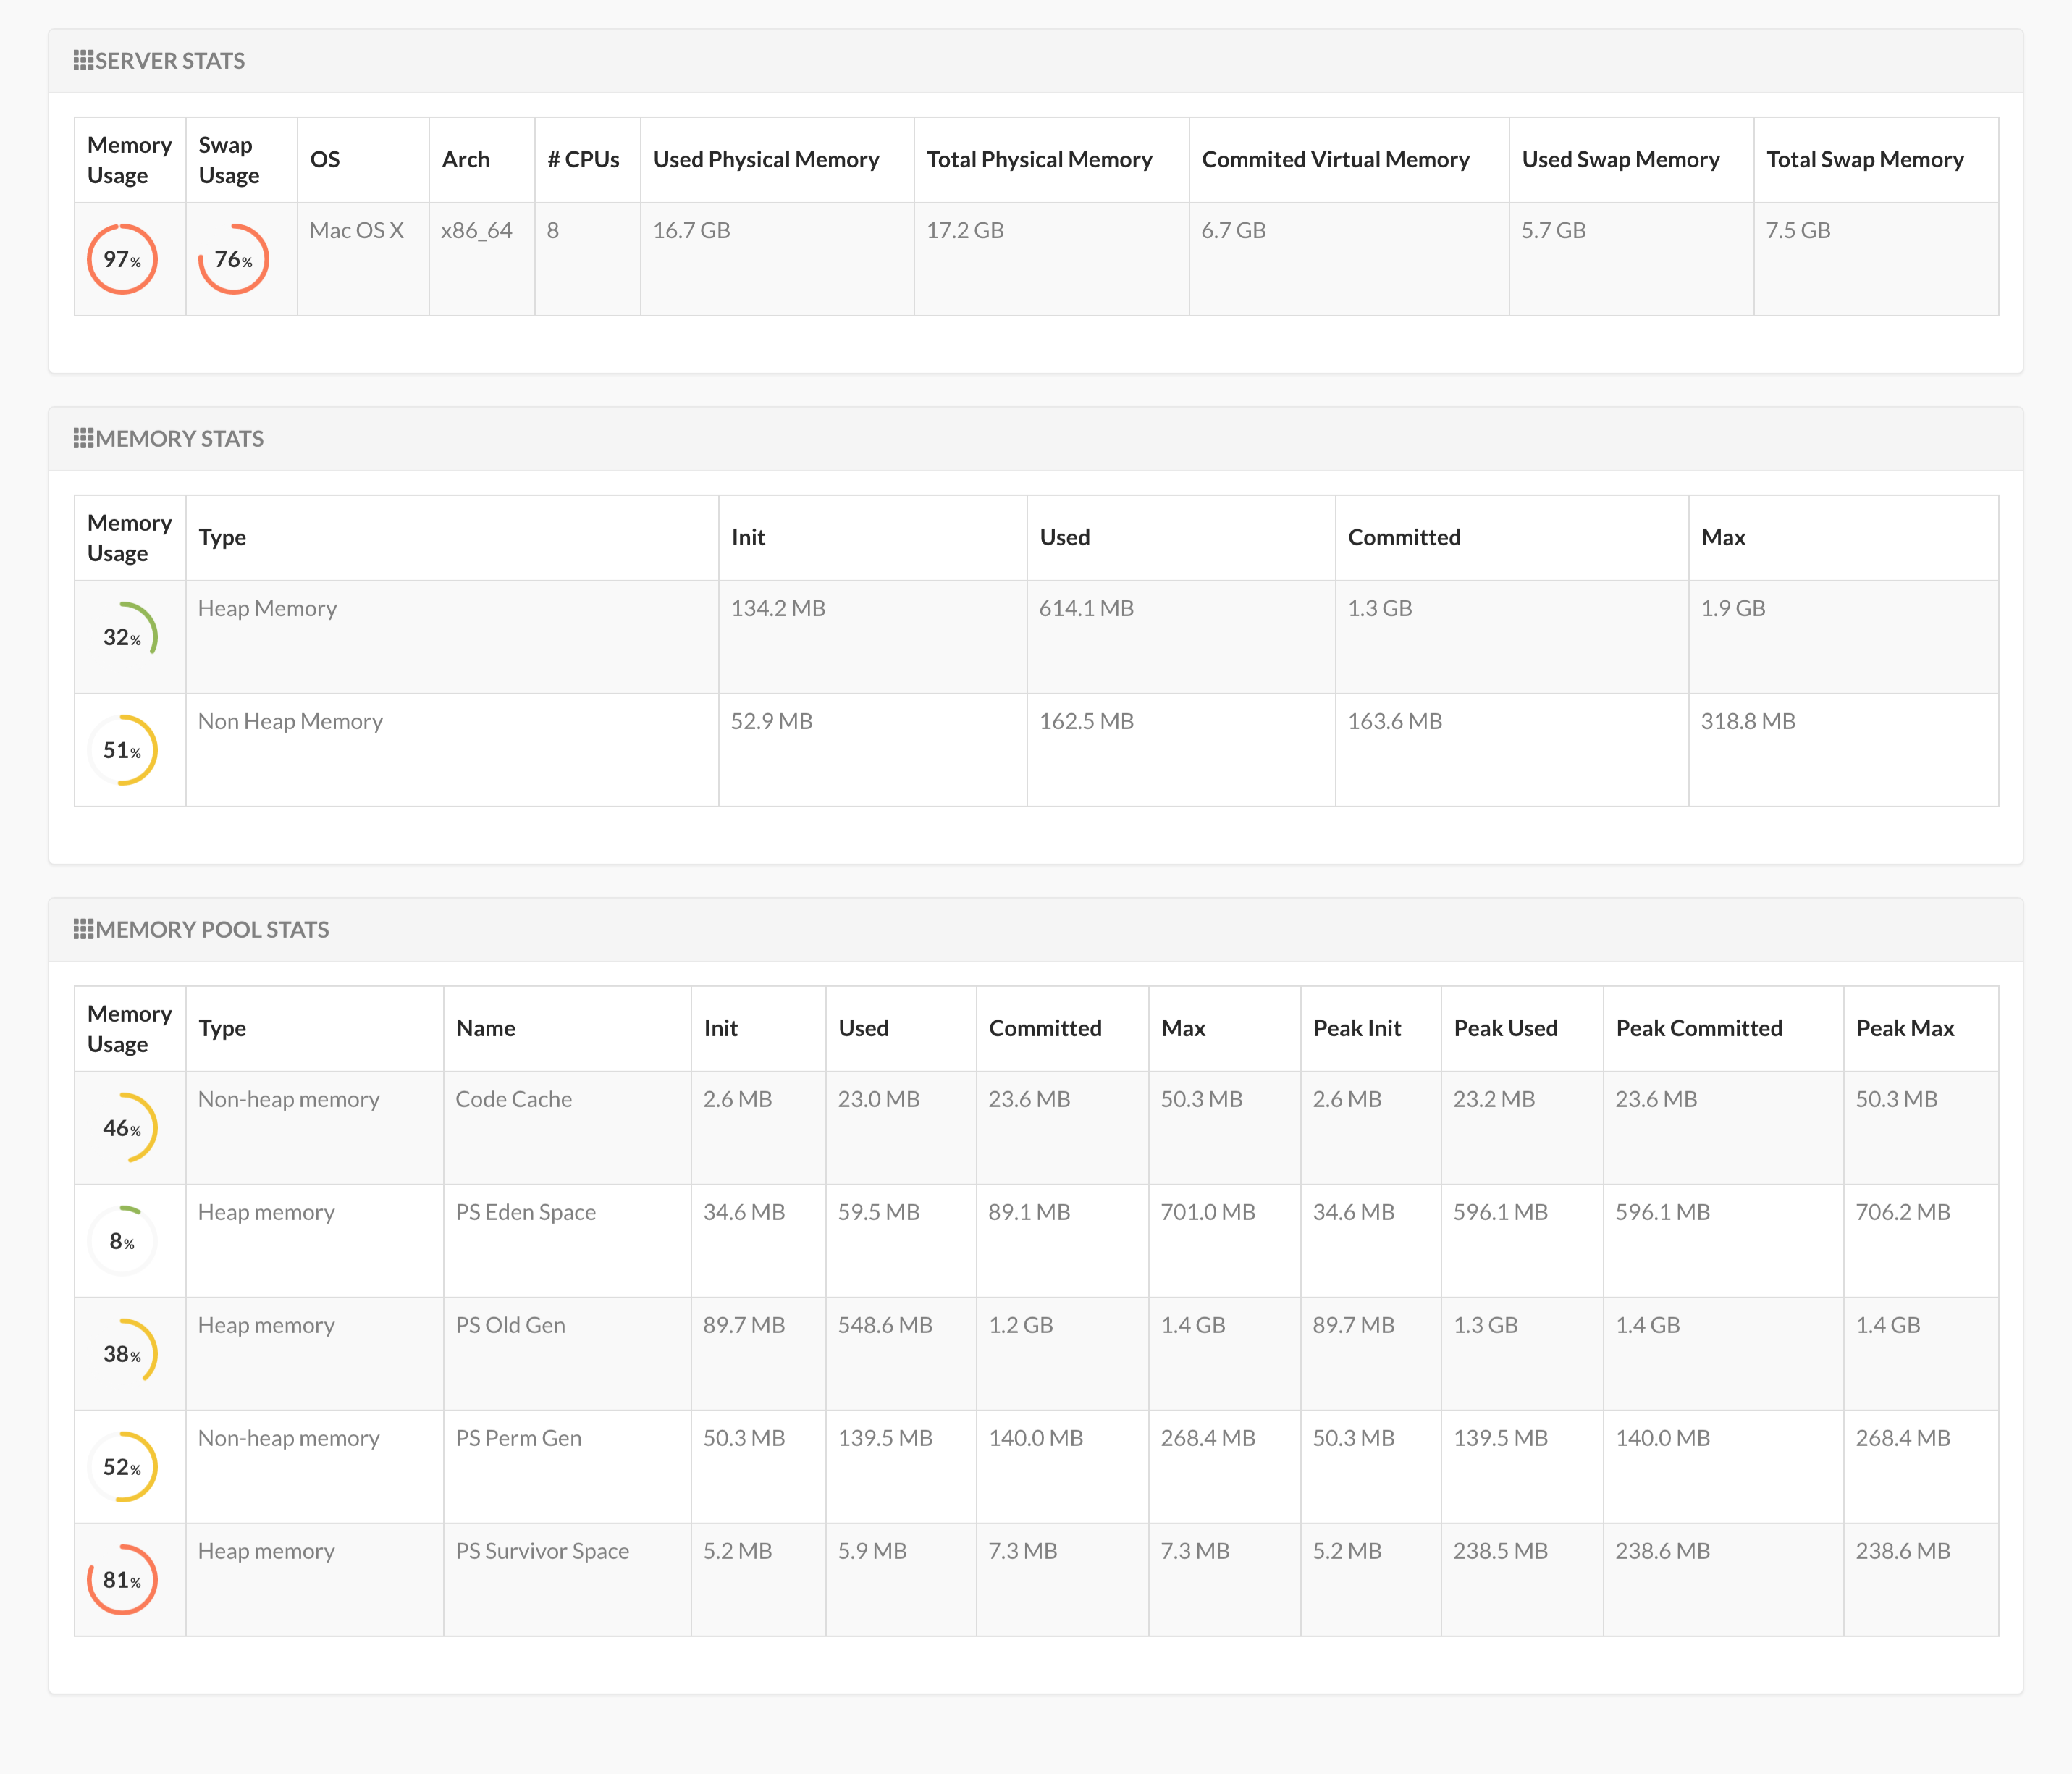 SERVER STATS
Memory Usage Swap Usage OS Arch # CPUs Used Physical Memory Total Physical Memory Commited Virtual Memory Used Swap Memory Total Swap Memory
97% 76% Mac OS X x86_64 8 16.7 GB 17.2 GB 6.7 GB 5.7 GB 7.5 GB
MEMORY STATS
Memory Usage Type Init Used Committed Max
32% Heap Memory 134.2 MB 614.1 MB 1.3 GB 1.9 GB
51% Non Heap Memory 52.9 MB 162.5 MB 163.6 MB 318.8 MB
MEMORY POOL STATS
Memory Usage Type Name Init Used Committed Max Peak Init Peak Used Peak Committed Peak Max
46% Non-heap memory Code Cache 2.6 MB 23.0 MB 23.6 MB 50.3 MB 2.6 MB 23.2 MB 23.6 MB 50.3 MB
8% Heap memory PS Eden Space 34.6 MB 59.5 MB 89.1 MB 701.0 MB 34.6 MB 596.1 MB 596.1 MB 706.2 MB
38% Heap memory PS Old Gen 89.7 MB 548.6 MB 1.2 GB 1.4 GB 89.7 MB 1.3 GB 1.4 GB 1.4 GB
52% Non-heap memory PS Perm Gen 50.3 MB 139.5 MB 140.0 MB 268.4 MB 50.3 MB 139.5 MB 140.0 MB 268.4 MB
81% Heap memory PS Survivor Space 5.2 MB 5.9 MB 7.3 MB 7.3 MB 5.2 MB 238.5 MB 238.6 MB 238.6 MB